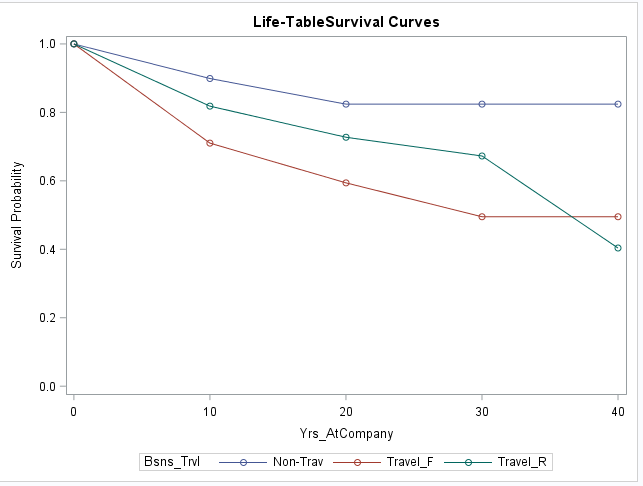 Life-TableSurvival Curves
1.0
0.8
0.6
0.4
0.2
0.0
Survival Probability
0 10 20 30 40
Yrs_AtCompany
Bsns_Trvl Non-Trav Travel_F Travel_R